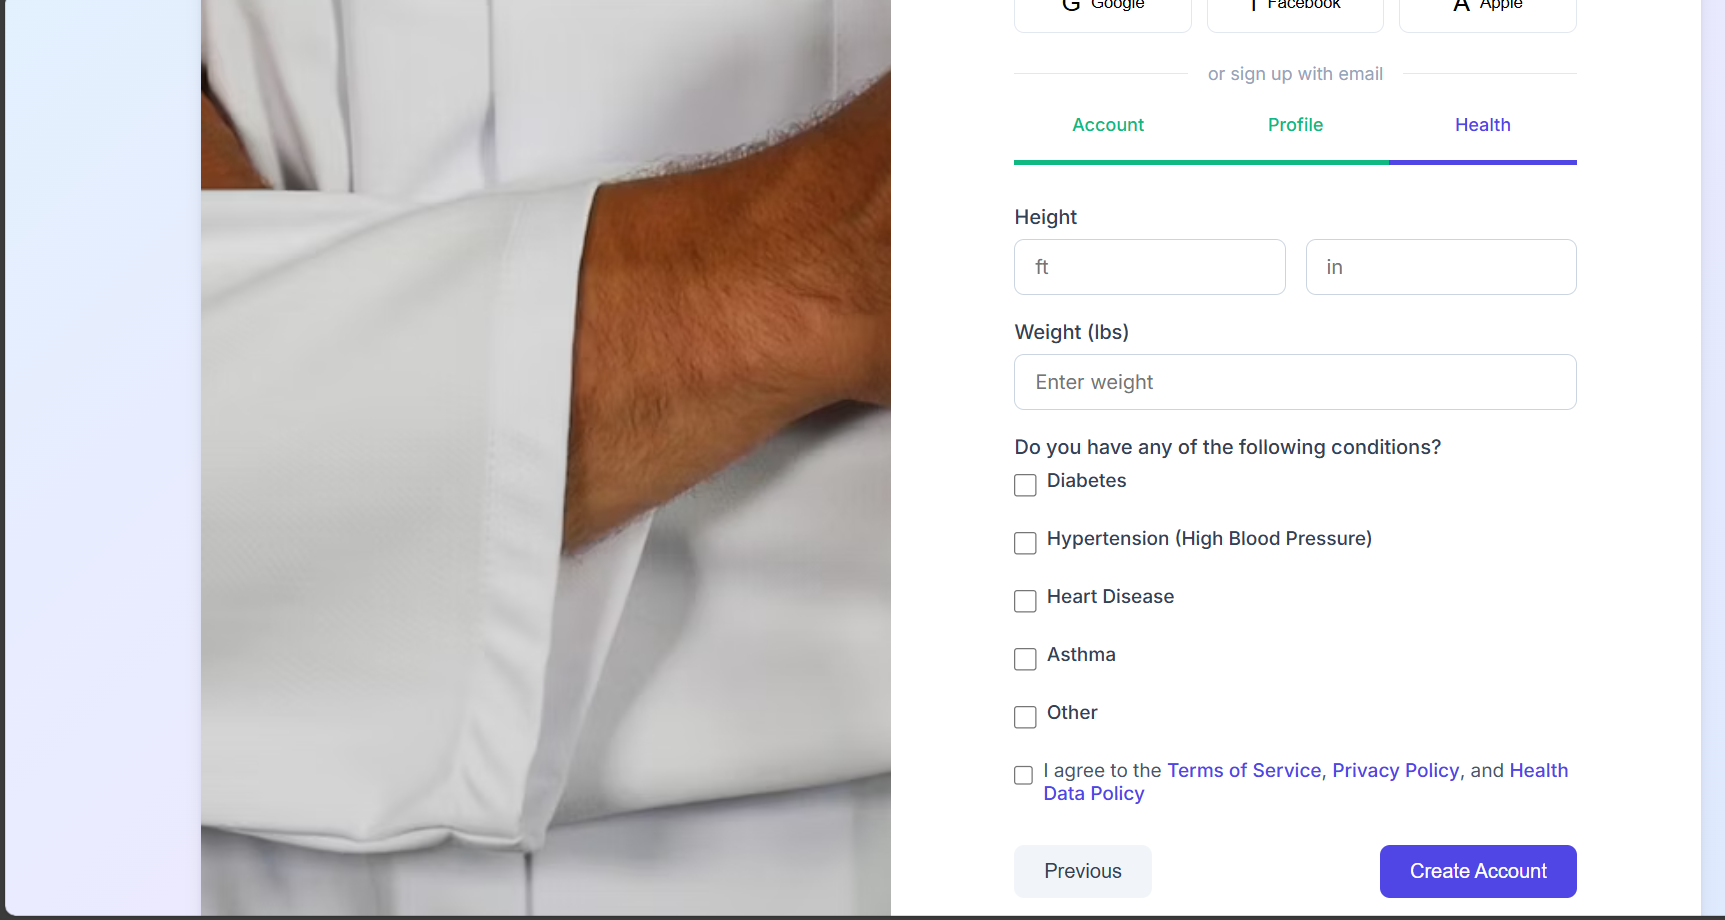 G Google f Facebook A Apple
or sign up with email
Account Profile Health
Height
ft in
Weight (lbs)
Enter weight
Do you have any of the following conditions?
Diabetes
Hypertension (High Blood Pressure)
Heart Disease
Asthma
Other
I agree to the Terms of Service, Privacy Policy, and Health
Data Policy
Previous Create Account